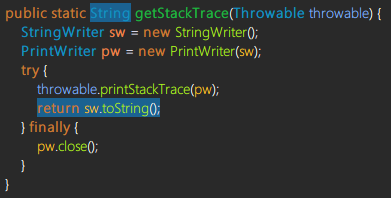 public static String getStackTrace(Throwable throwable) {
StringWriter sw = new StringWriter();
PrintWriter pw = new PrintWriter(sw);
try {
throwable.printStackTrace(pw);
return sw.toString();
} finally {
pw.close();
}
}